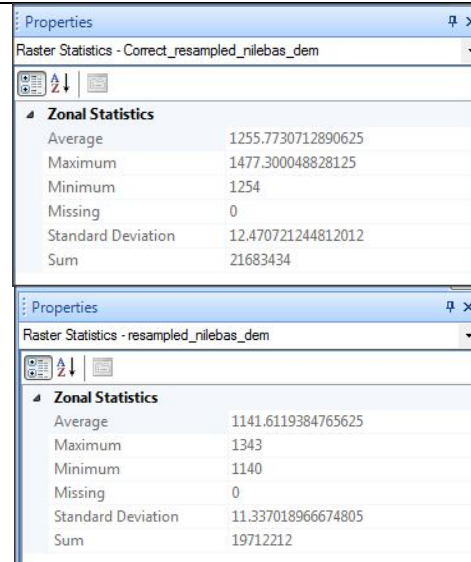 Properties
Raster Statistics - Correct_resampled_nilebas_dem
Zonal Statistics
Average 1255.7730712890625
Maximum 1477.300048828125
Minimum 1254
Missing 0
Standard Deviation 12.470721244812012
Sum 21683434
Properties
Raster Statistics - resampled_nilebas_dem
Zonal Statistics
Average 1141.6119384765625
Maximum 1343
Minimum 1140
Missing 0
Standard Deviation 11.337018966674805
Sum 19712212